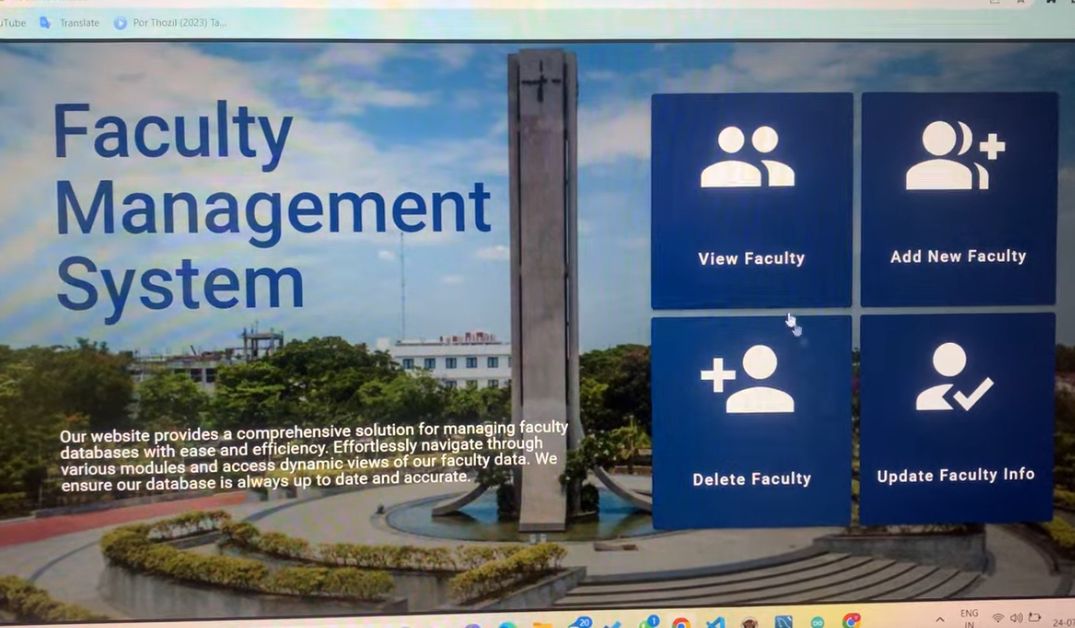 Translate
Por Thozil (2023) Ta...
Faculty
Management
System
View Faculty
Add New Faculty
Delete Faculty
Update Faculty Info
Our website provides a comprehensive solution for managing faculty
databases with ease and efficiency. Effortlessly navigate through
various modules and access dynamic views of our faculty data. We
ensure our database is always up to date and accurate.
20
1
ENG
IN